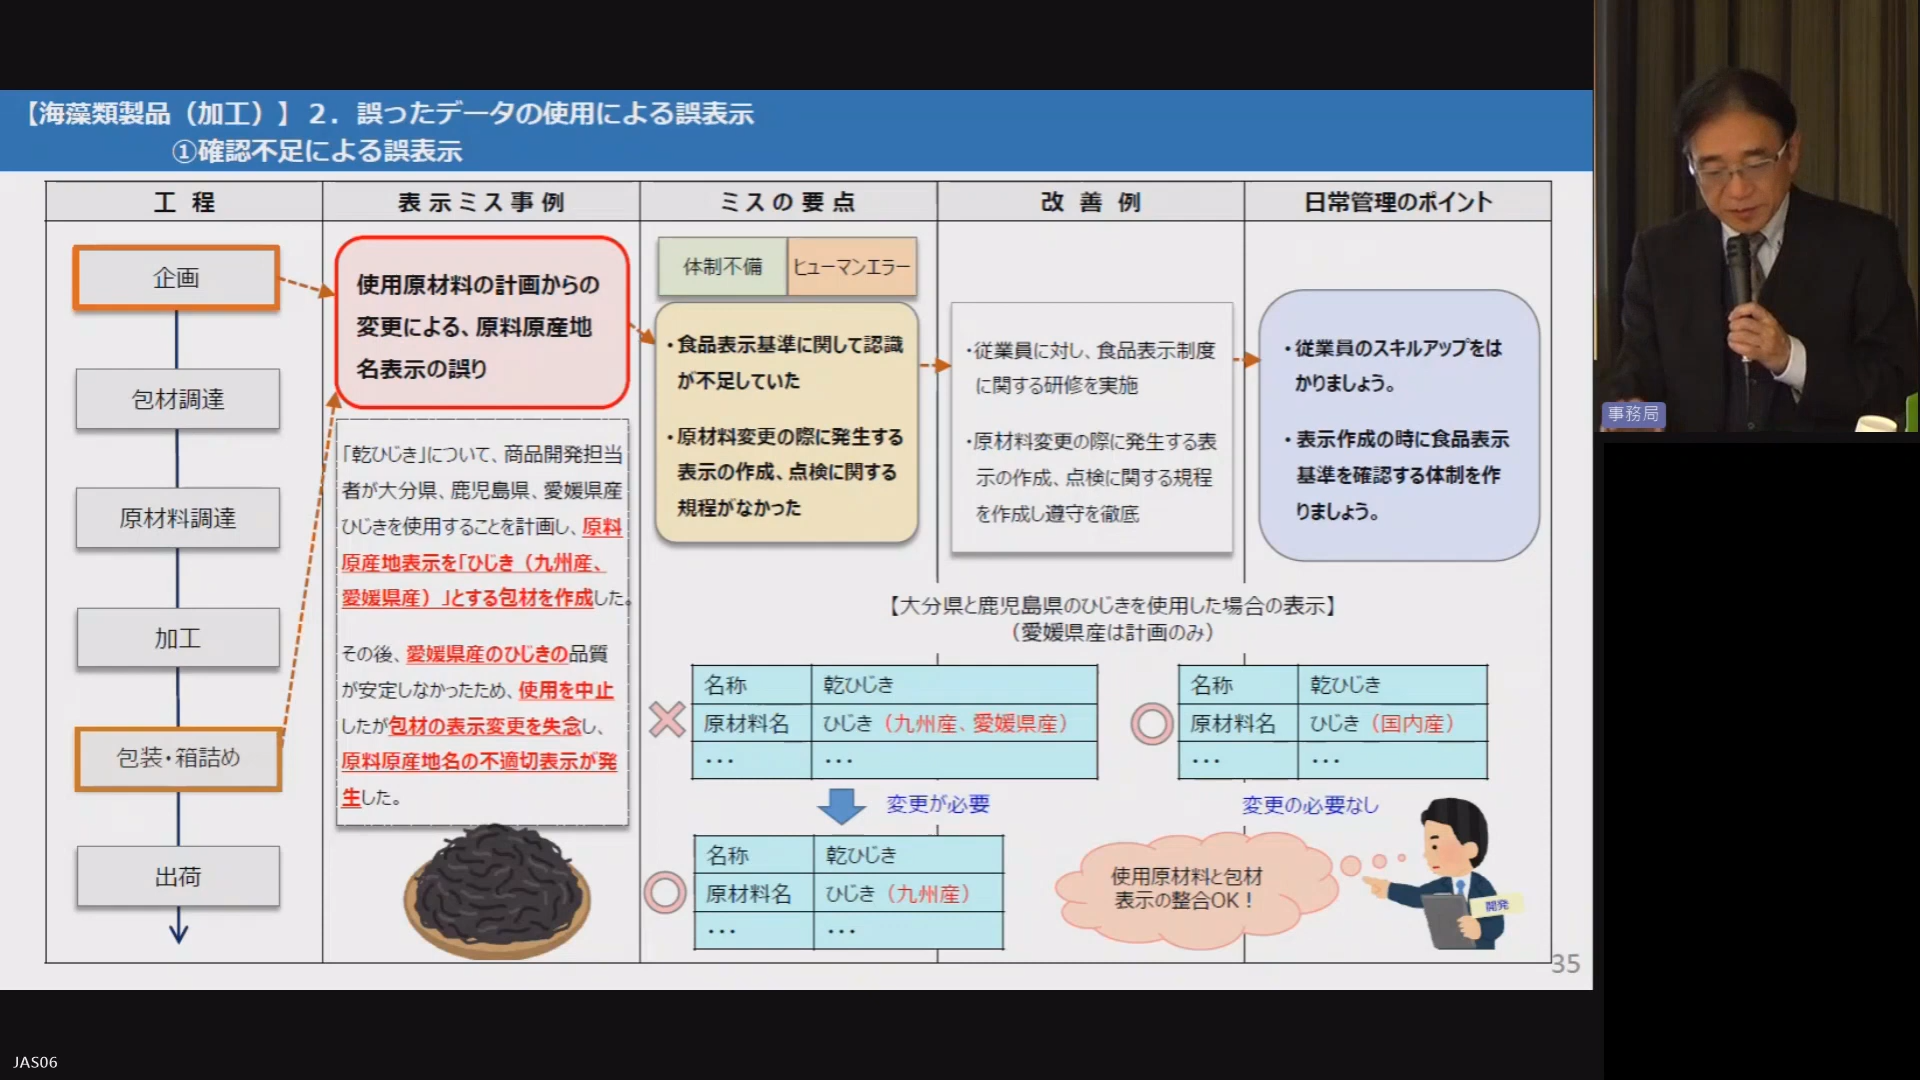 【海藻類製品（加工）】２．誤ったデータの使用による誤表示
①確認不足による誤表示
工 程
表示ミス事例
ミスの要点
改 善 例
日常管理のポイント
企画
包材調達
原材料調達
加工
包装・箱詰め
出荷
使用原材料の計画からの
変更による、原料原産地
名表示の誤り
「乾ひじき」について、商品開発担当
者が大分県、鹿児島県、愛媛県産
ひじきを使用することを計画し、原料
原産地表示を「ひじき（九州産、
愛媛県産）」とする包材を作成した。
その後、愛媛県産のひじきの品質
が安定しなかったため、使用を中止
したが包材の表示変更を失念し、
原料原産地名の不適切表示が発
生した。
体制不備
ヒューマンエラー
・食品表示基準に関して認識
が不足していた
・原材料変更の際に発生する
表示の作成、点検に関する
規程がなかった
・従業員に対し、食品表示制度
に関する研修を実施
・原材料変更の際に発生する表
示の作成、点検に関する規程
を作成し遵守を徹底
・従業員のスキルアップをは
かりましょう。
・表示作成の時に食品表示
基準を確認する体制を作
りましょう。
【大分県と鹿児島県のひじきを使用した場合の表示】
（愛媛県産は計画のみ）
名称 乾ひじき
原材料名 ひじき（九州産、愛媛県産）
・・・ ・・・
変更が必要
名称 乾ひじき
原材料名 ひじき（九州産）
・・・ ・・・
名称 乾ひじき
原材料名 ひじき（国内産）
・・・ ・・・
変更の必要なし
使用原材料と包材
表示の整合OK！
開発
35
事務局
JAS06